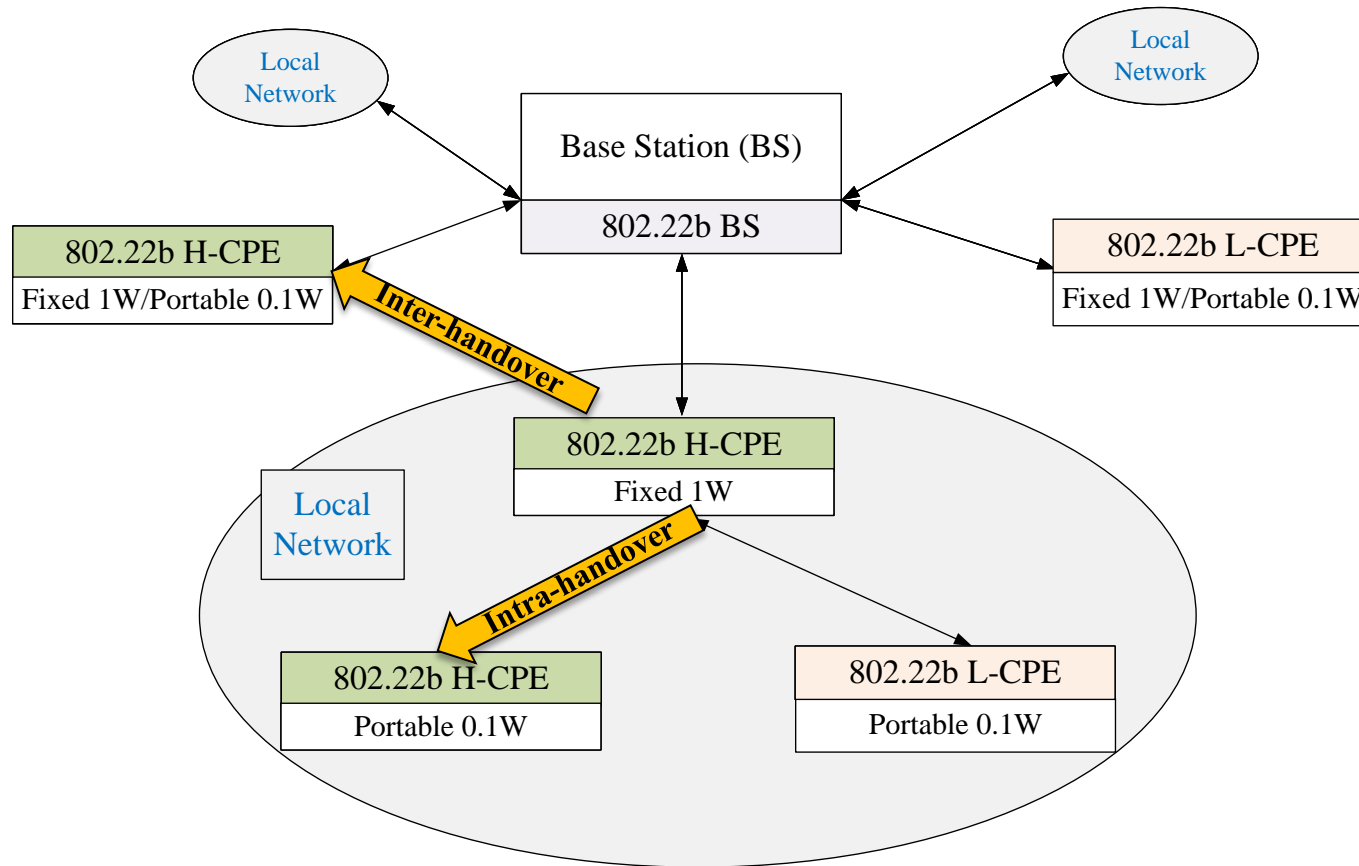 Local
Network
Local
Network
Base Station (BS)
802.22b BS
802.22b H-CPE
Fixed 1W/Portable 0.1W
802.22b L-CPE
Fixed 1W/Portable 0.1W
Inter-handover
802.22b H-CPE
Fixed 1W
Local
Network
Intra-handover
802.22b H-CPE
Portable 0.1W
802.22b L-CPE
Portable 0.1W